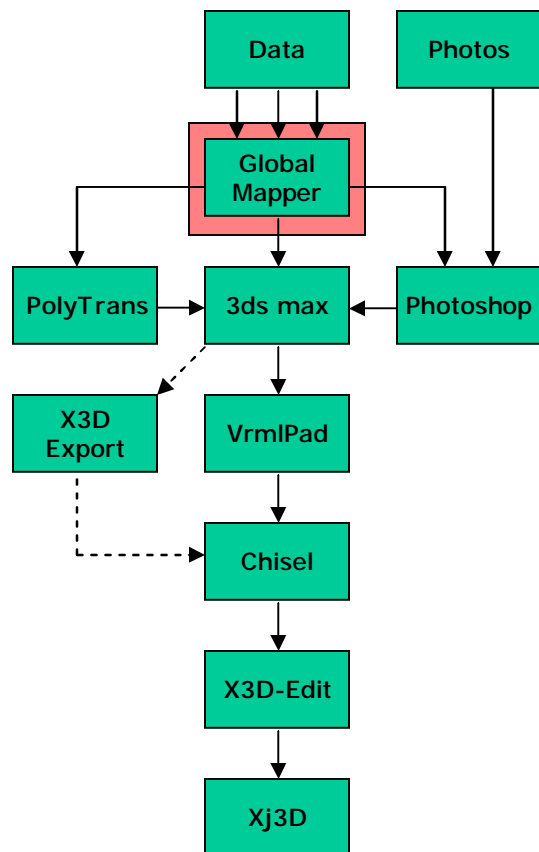 Data
Photos
Global
Mapper
PolyTrans
3ds max
Photoshop
X3D
Export
VrmlPad
Chisel
X3D-Edit
Xj3D